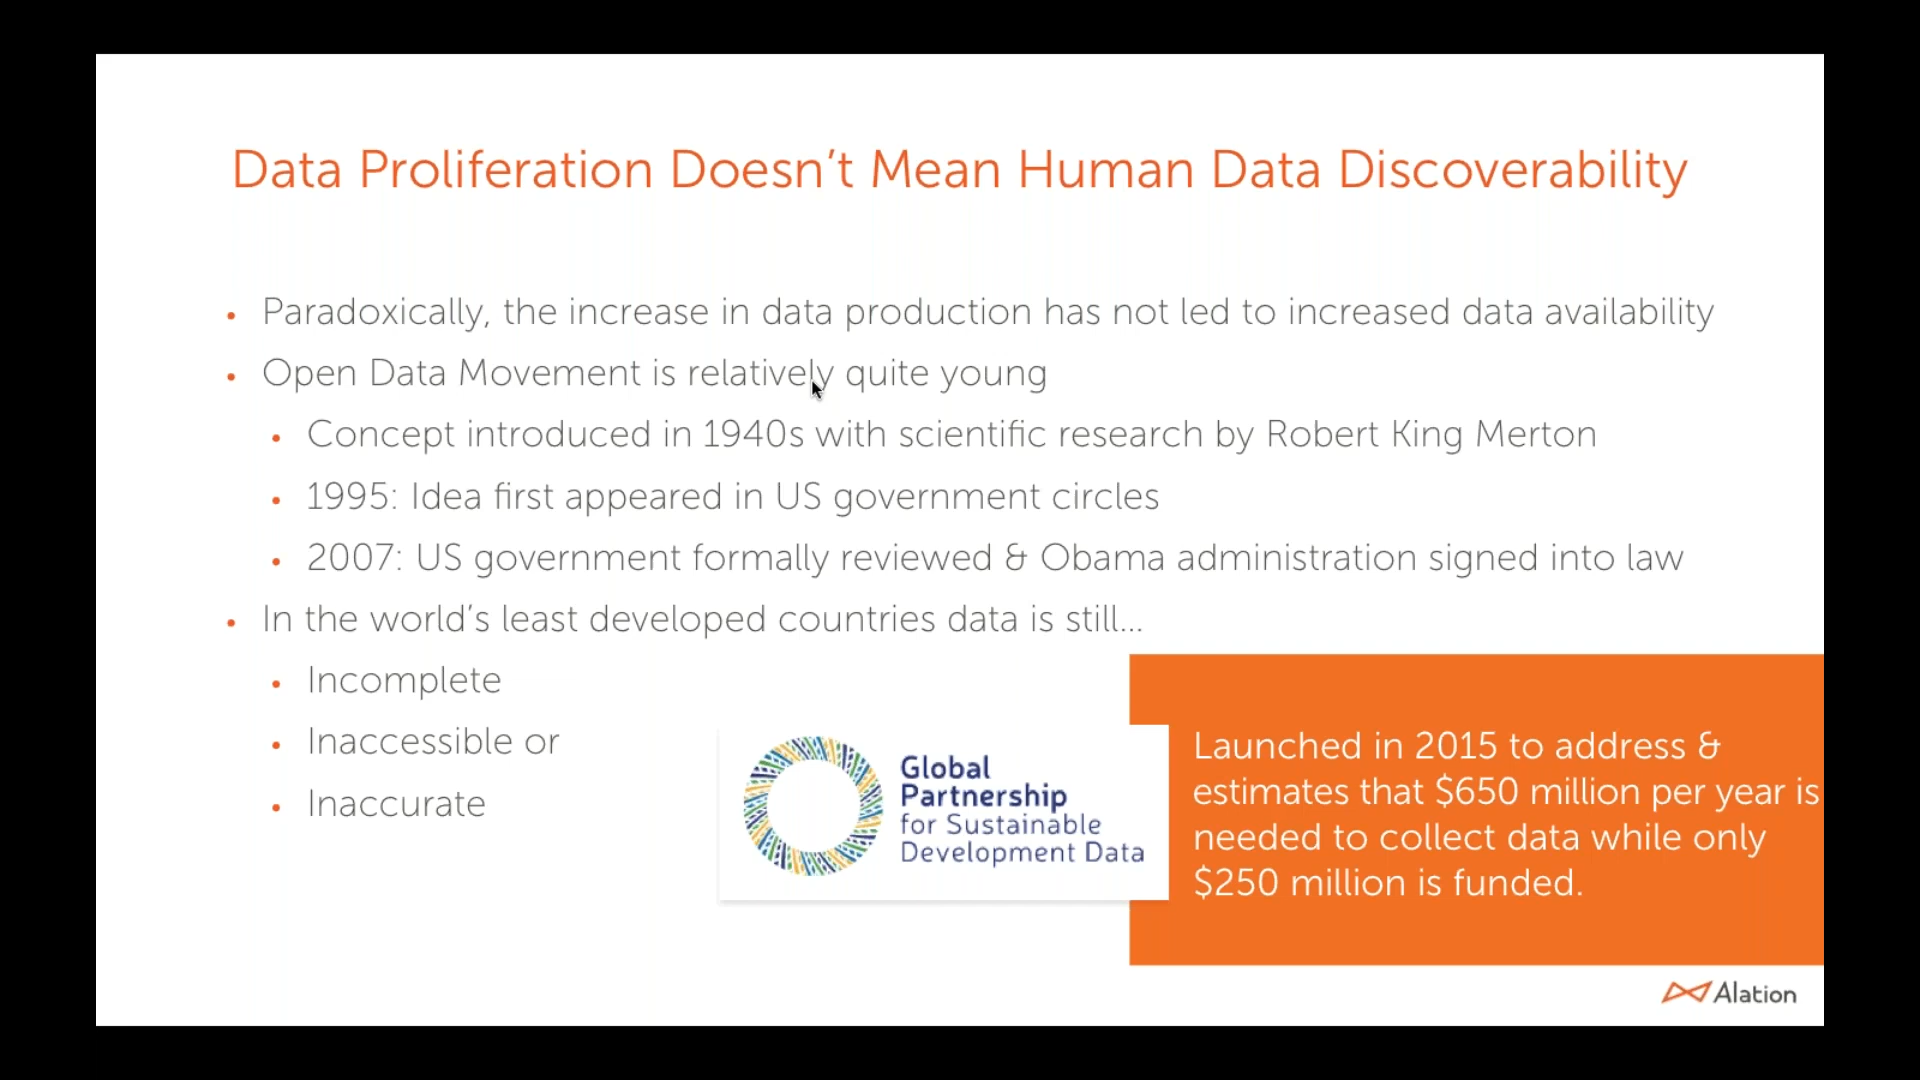 Data Proliferation Doesn’t Mean Human Data Discoverability
• Paradoxically, the increase in data production has not led to increased data availability
• Open Data Movement is relatively quite young
• Concept introduced in 1940s with scientific research by Robert King Merton
• 1995: Idea first appeared in US government circles
• 2007: US government formally reviewed & Obama administration signed into law
• In the world’s least developed countries data is still...
• Incomplete
• Inaccessible or
• Inaccurate
Global
Partnership
for Sustainable
Development Data
Launched in 2015 to address &
estimates that $650 million per year is
needed to collect data while only
$250 million is funded.
Alation